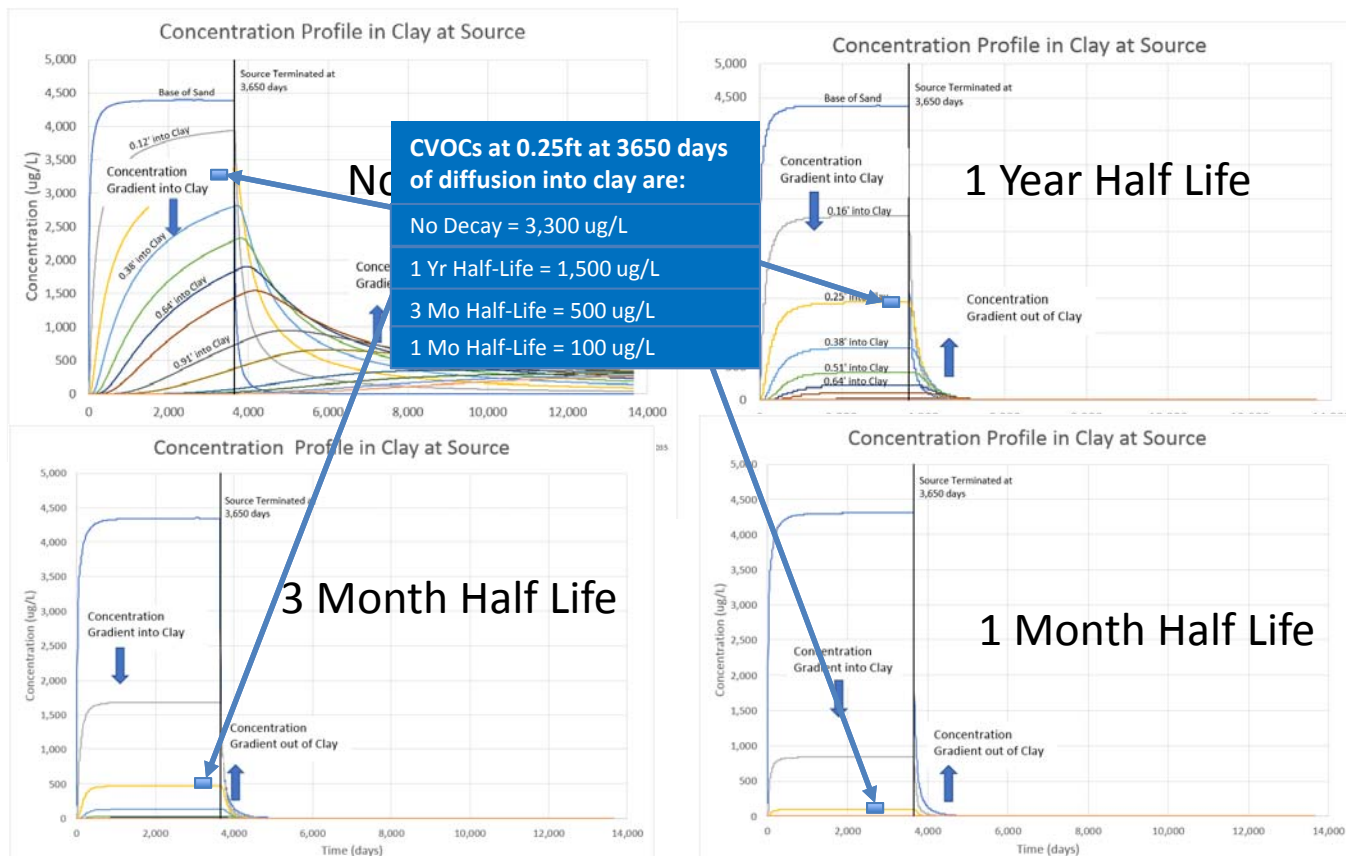 Concentration Profile in Clay at Source
5,000
4,500
4,000
3,500
3,000
2,500
2,000
1,500
1,000
500
0
Concentration (ug/L)
Source Terminated at
3,650 days
Base of Sand
0.12' into Clay
Concentration
Gradient into Clay
0.38' into Clay
0.64' into Clay
0.91' into Clay
No
0
2,000
4,000
6,000
8,000
10,000
12,000
14,000
Concentration Profile in Clay at Source
5,000
4,500
Source Terminated at
3,650 days
Base of Sand
Concentration
Gradient into Clay
1 Year Half Life
0.16' into Clay
0.25' into Clay
0.38' into Clay
0.51' into Clay
0.64' into Clay
Concentration
Gradient out of Clay
CVOCs at 0.25ft at 3650 days
of diffusion into clay are:
No Decay = 3,300 ug/L
1 Yr Half-Life = 1,500 ug/L
3 Mo Half-Life = 500 ug/L
1 Mo Half-Life = 100 ug/L
Concentration Profile in Clay at Source
5,000
4,500
4,000
3,500
3,000
2,500
2,000
1,500
1,000
500
0
Concentration (ug/L)
Source Terminated at
3,650 days
3 Month Half Life
Concentration
Gradient into Clay
Concentration
Gradient out of Clay
0
2,000
4,000
6,000
8,000
10,000
12,000
14,000
Time (days)
Concentration Profile in Clay at Source
5,000
4,500
4,000
3,500
3,000
2,500
2,000
1,500
1,000
500
0
Concentration (ug/L)
Source Terminated at
3,650 days
1 Month Half Life
Concentration
Gradient into Clay
Concentration
Gradient out of Clay
0
2,000
4,000
6,000
8,000
10,000
12,000
14,000
Time (days)